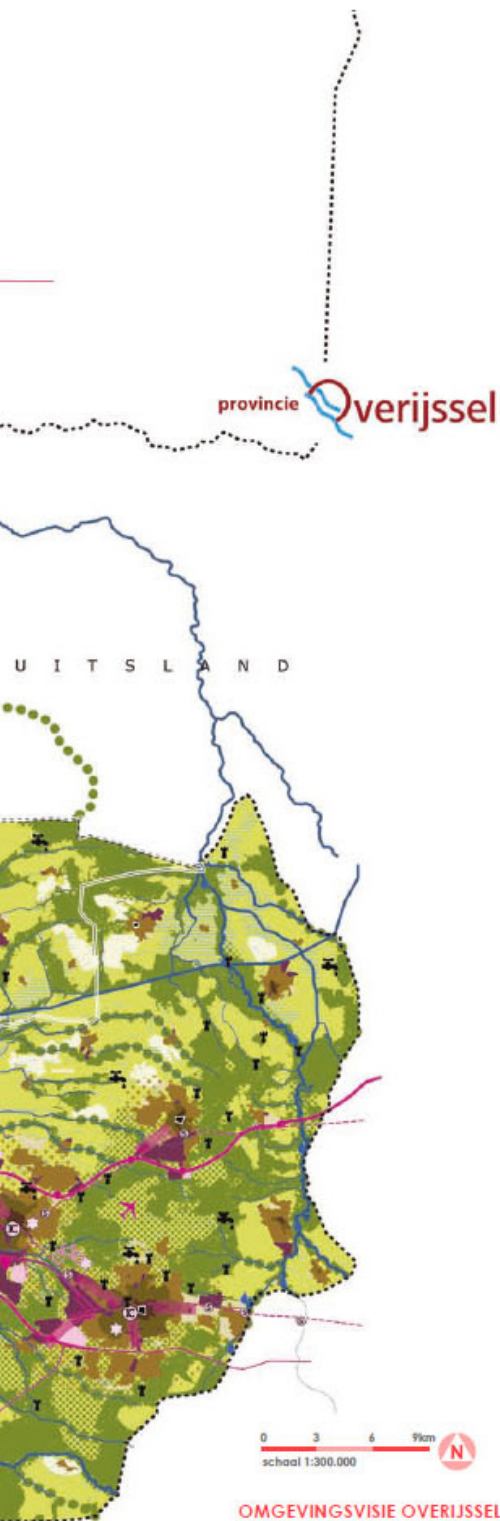 provincie Overijssel
U I T S L A N D
0 3 6 9km
schaal 1:300.000
N
OMGEVINGSVISIE OVERIJSSEL